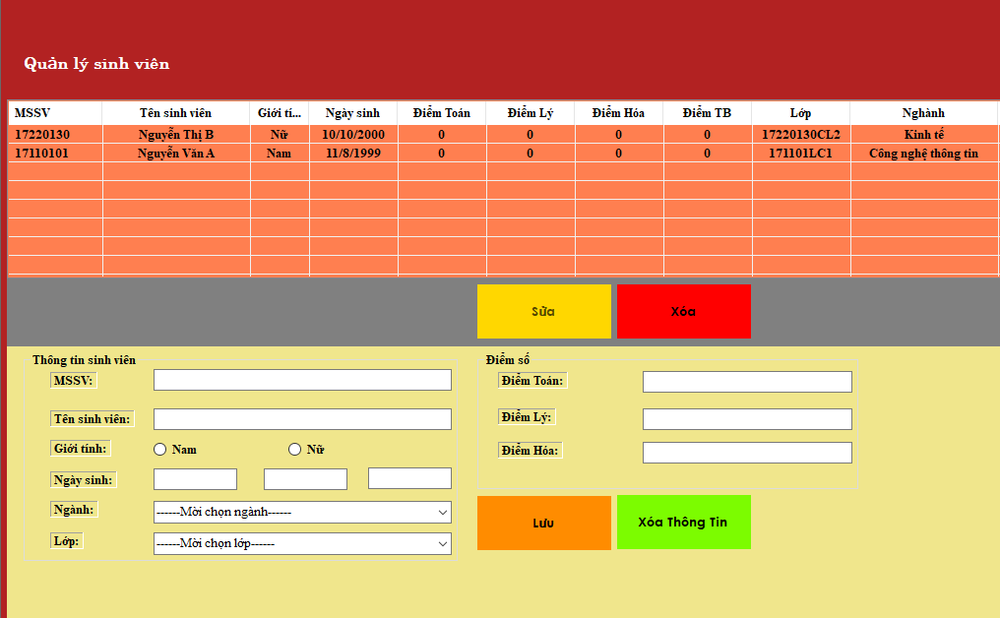 Quản lý sinh viên
MSSV Tên sinh viên Giới tí... Ngày sinh Điểm Toán Điểm Lý Điểm Hóa Điểm TB Lớp Nghành
17220130 Nguyễn Thị B Nữ 10/10/2000 0 0 0 0 17220130CL2 Kinh tế
17110101 Nguyễn Văn A Nam 11/8/1999 0 0 0 0 171101LC1 Công nghệ thông tin
Sửa Xóa
Thông tin sinh viên
MSSV:
Tên sinh viên:
Giới tính: Nam Nữ
Ngày sinh:
Ngành: ------Mời chọn ngành------
Lớp: ------Mời chọn lớp------
Điểm số
Điểm Toán:
Điểm Lý:
Điểm Hóa:
Lưu Xóa Thông Tin